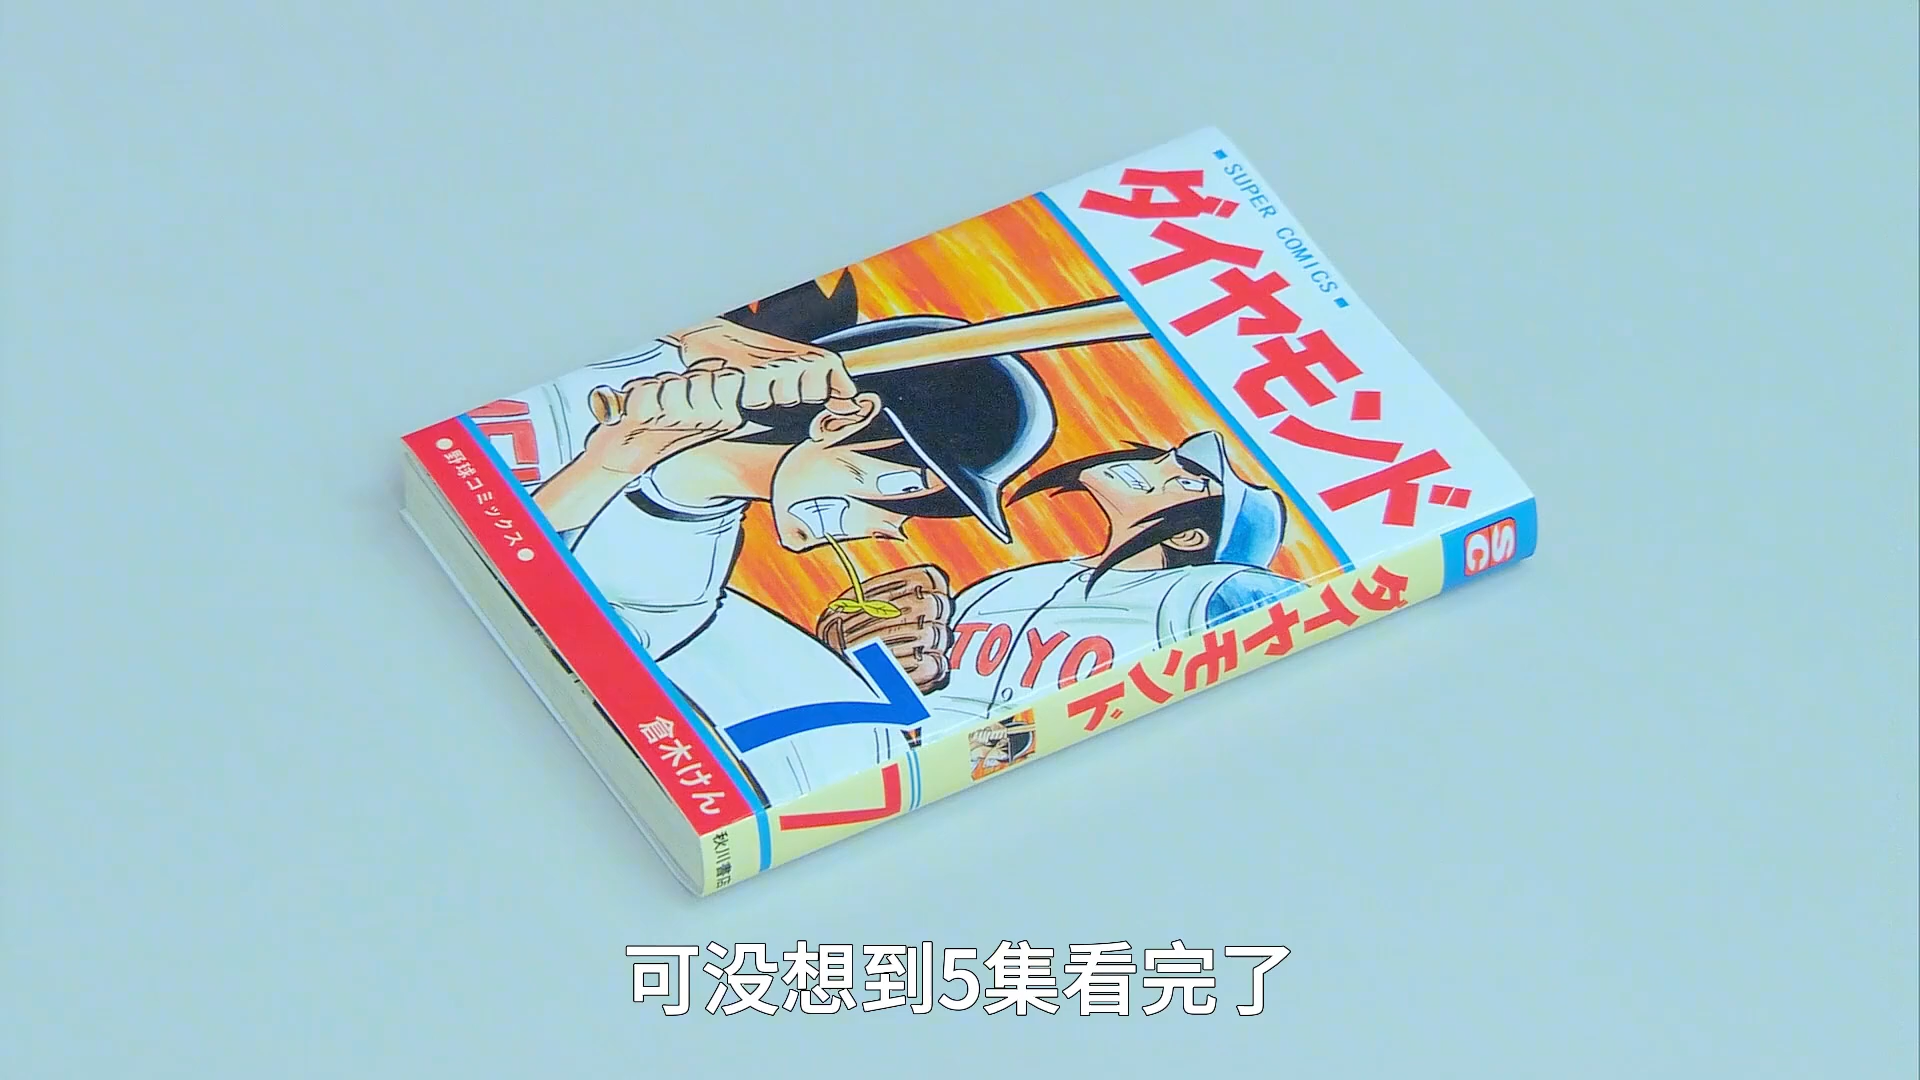 ■SUPER COMICS■
ダイヤモンド
●野球コミックス●
TOYO
7
倉木けん
SC
ダイヤモンド
7
秋川書店
可没想到5集看完了